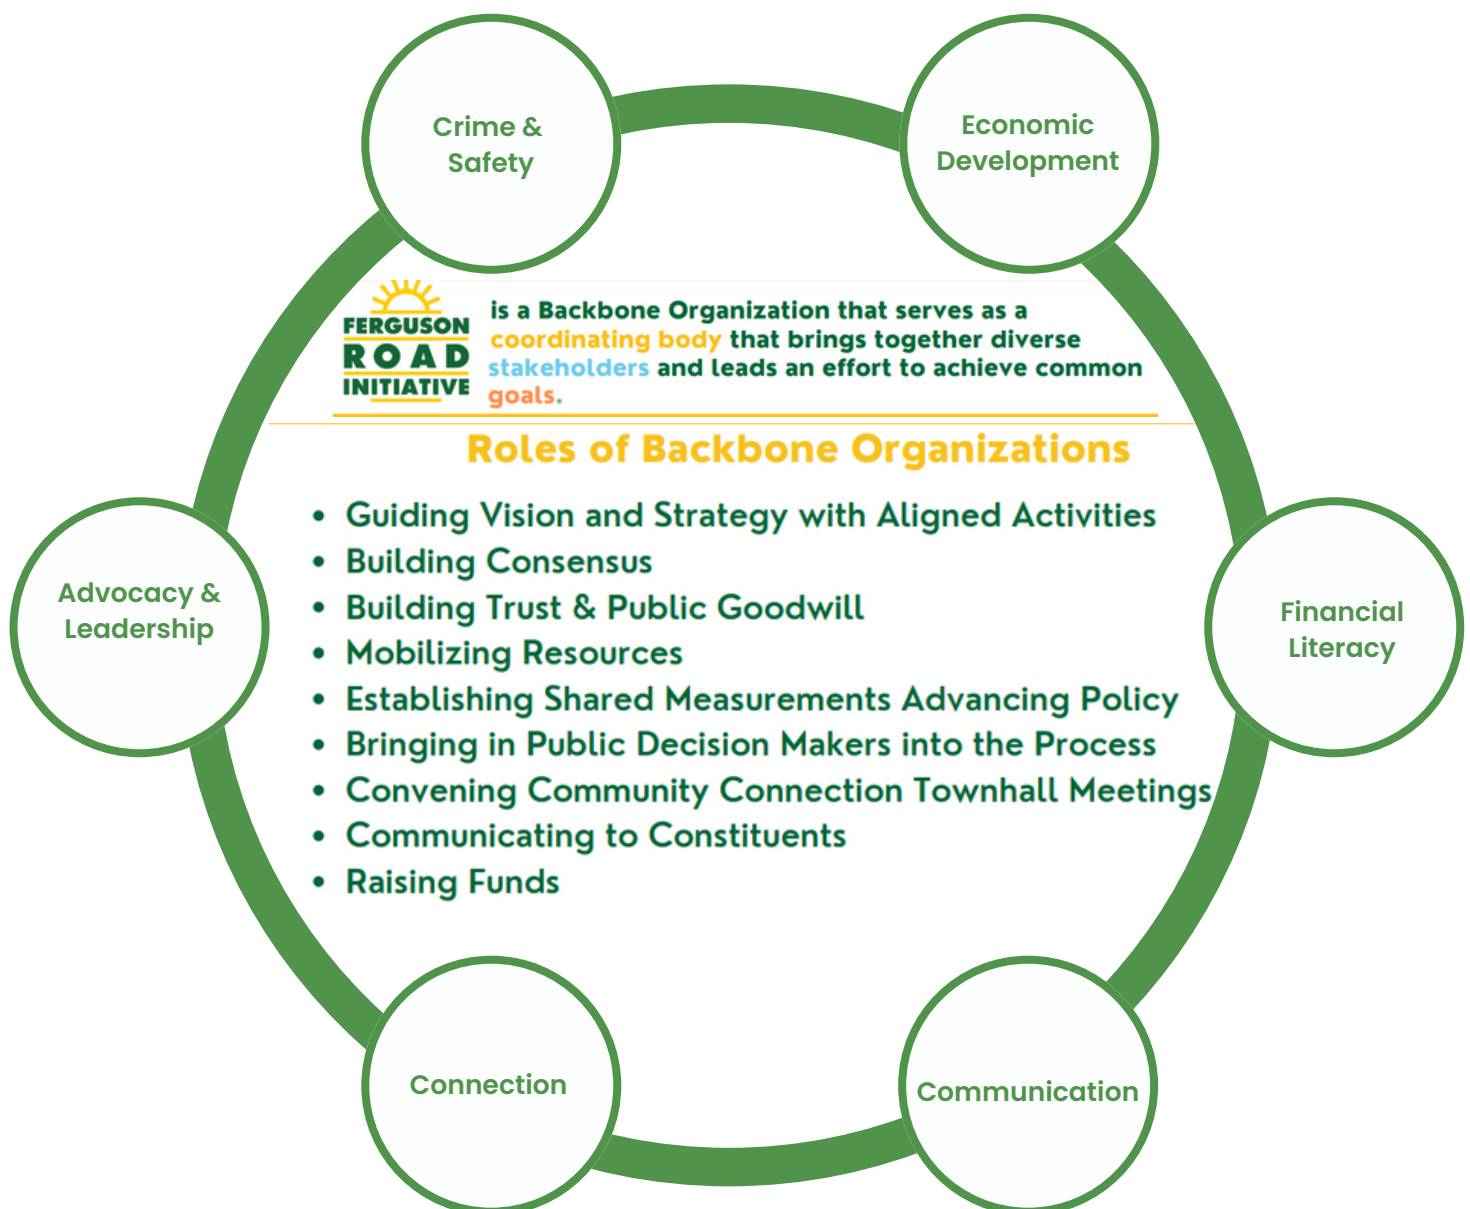 Crime &
Safety
Economic
Development
FERGUSON
ROAD
INITIATIVE
is a Backbone Organization that serves as a
coordinating body that brings together diverse
stakeholders and leads an effort to achieve common
goals.
Roles of Backbone Organizations
• Guiding Vision and Strategy with Aligned Activities
• Building Consensus
• Building Trust & Public Goodwill
• Mobilizing Resources
• Establishing Shared Measurements Advancing Policy
• Bringing in Public Decision Makers into the Process
• Convening Community Connection Townhall Meetings
• Communicating to Constituents
• Raising Funds
Advocacy &
Leadership
Financial
Literacy
Connection
Communication